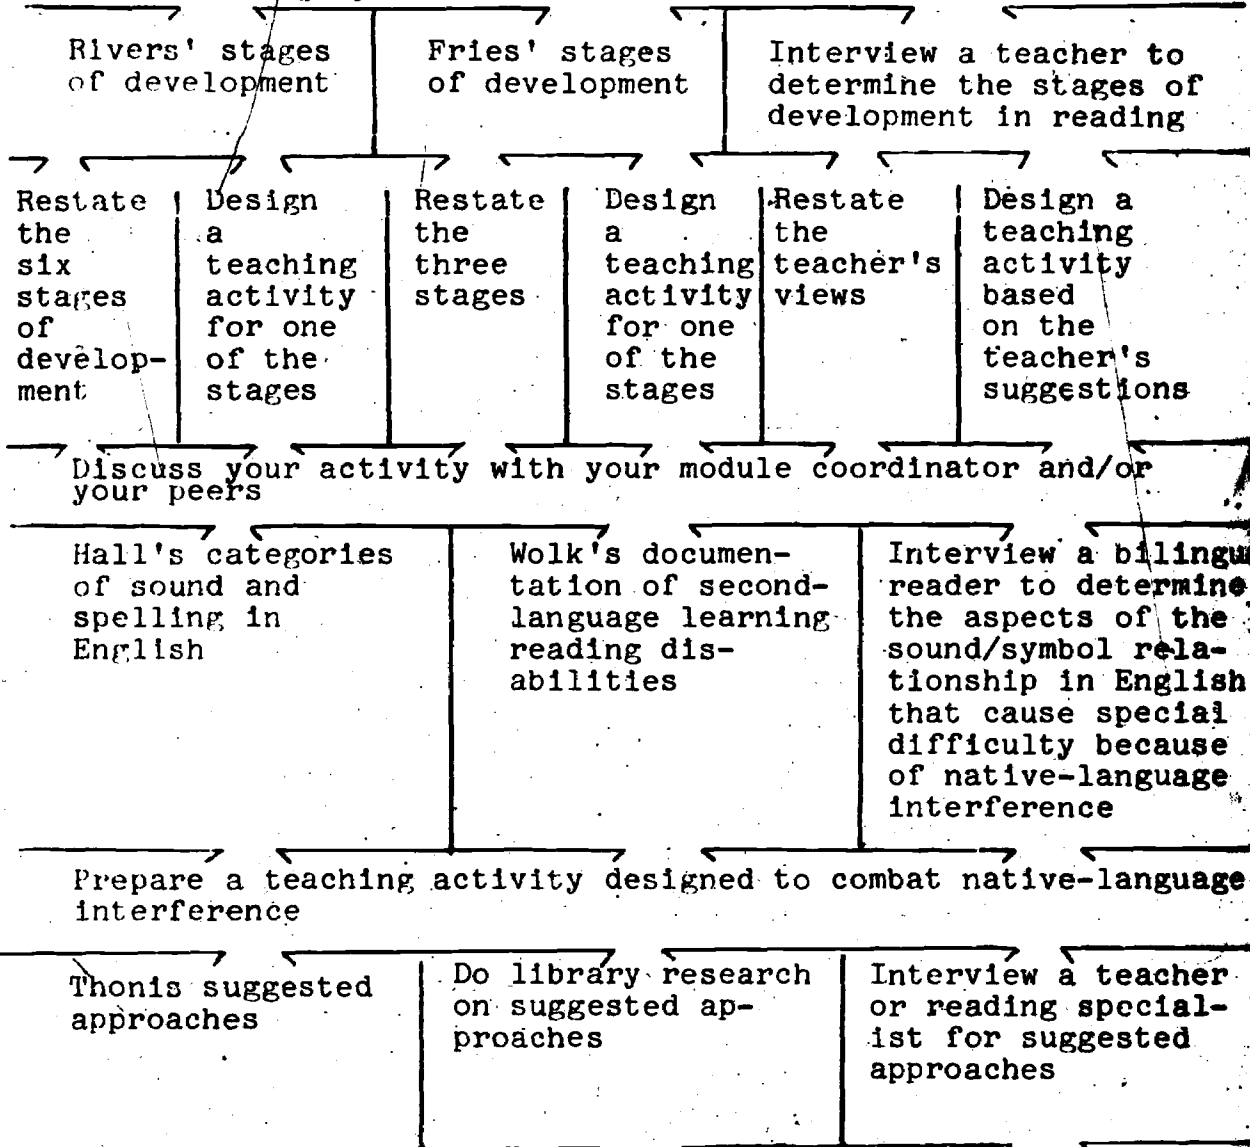 Rivers' stages
of development
Fries' stages
of development
Interview a teacher to
determine the stages of
development in reading
Restate
the
six
stages
of
develop-
ment
Design
a
teaching
activity
for one
of the
stages
Restate
the
three
stages
Design
a
teaching
activity
for one
of the
stages
Restate
the
teacher's
views
Design a
teaching
activity
based
on the
teacher's
suggestions
Discuss your activity with your module coordinator and/or
your peers
Hall's categories
of sound and
spelling in
English
Wolk's documen-
tation of second-
language learning
reading dis-
abilities
Interview a
reader to determine
the aspects of the
sound/symbol rela-
tionship in English
that cause special
difficulty because
of native-language
interference
Prepare a teaching activity designed to combat native-language
interference
Thonis suggested
approaches
Do library research
on suggested ap-
proaches
Interview a teacher
or reading special-
ist for suggested
approaches